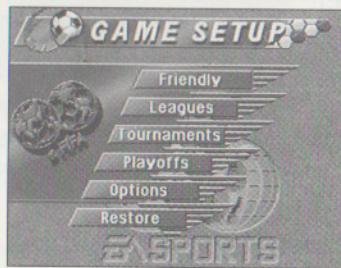 GAME SETUP
Friendly
Leagues
Tournaments
Playoffs
Options
Restore
EA SPORTS